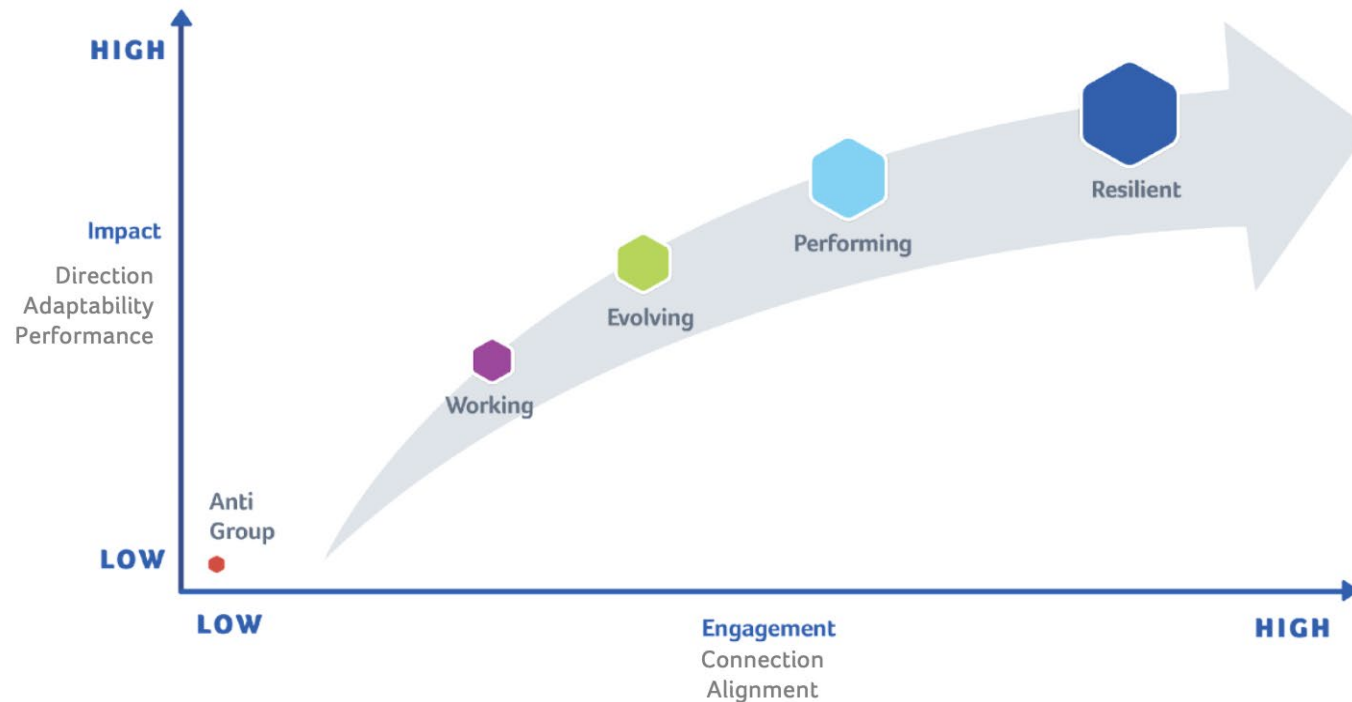 HIGH
Impact
Direction
Adaptability
Performance
LOW
Anti
Group
Working
Evolving
Performing
Resilient
LOW
Engagement
Connection
Alignment
HIGH